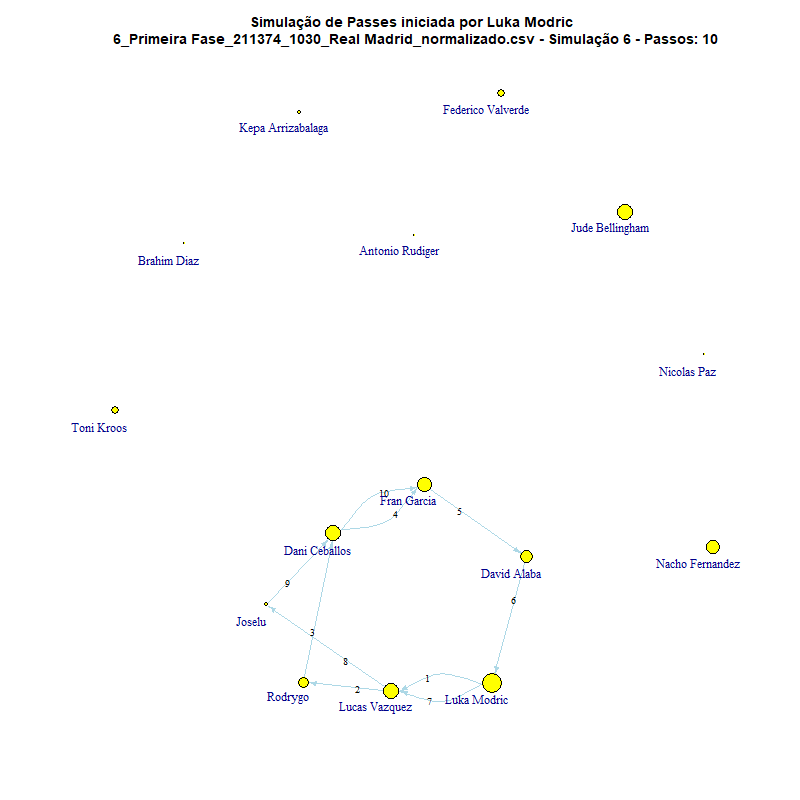 Simulação de Passes iniciada por Luka Modric
6_Primeira Fase_211374_1030_Real Madrid_normalizado.csv - Simulação 6 - Passos: 10
Federico Valverde
Kepa Arrizabalaga
Jude Bellingham
Antonio Rudiger
Brahim Diaz
Nicolas Paz
Toni Kroos
10
Fran Garcia
4
5
Dani Ceballos
Nacho Fernandez
David Alaba
9
6
Joselu
3
8
1
2
7
Rodrygo
Luka Modric
Lucas Vazquez